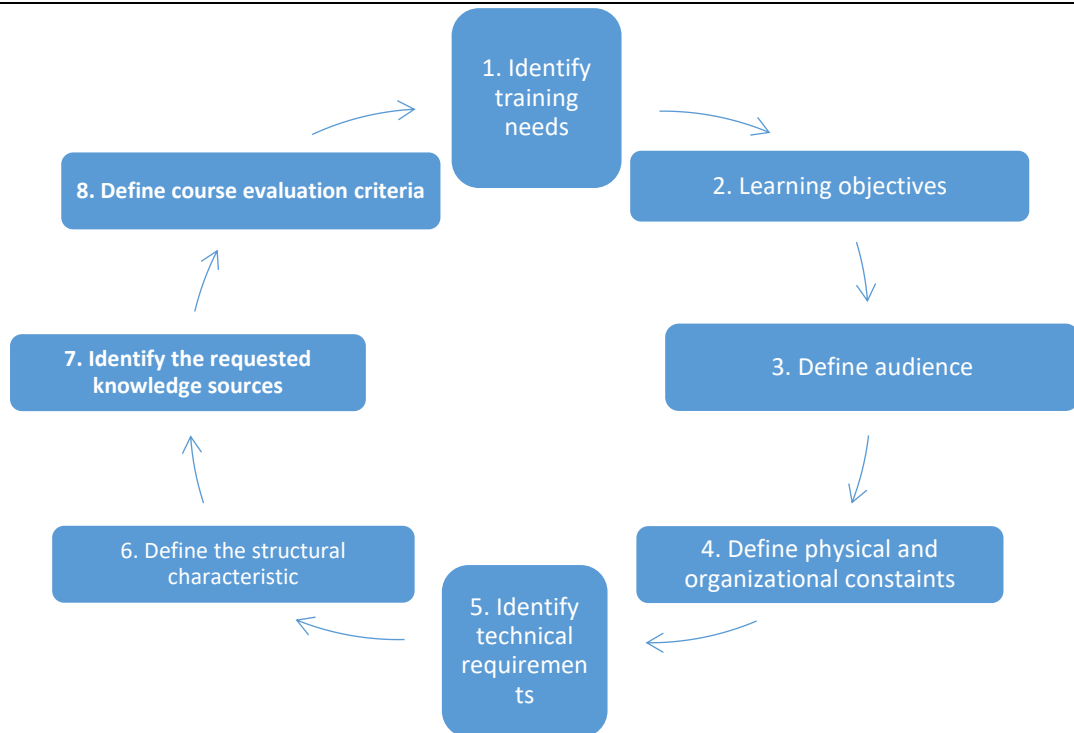 1. Identify
training
needs
2. Learning objectives
3. Define audience
4. Define physical and
organizational constaints
5. Identify
technical
requiremen
ts
6. Define the structural
characteristic
7. Identify the requested
knowledge sources
8. Define course evaluation criteria